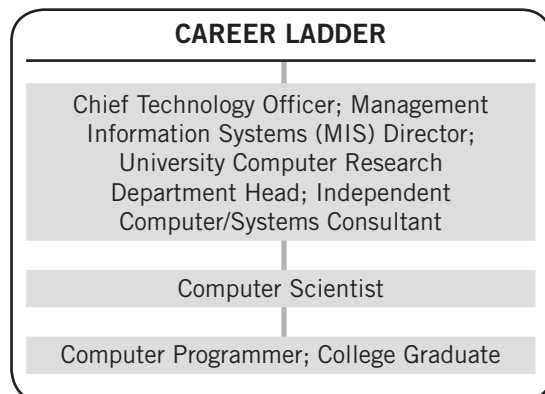 CAREER LADDER
Chief Technology Officer; Management
Information Systems (MIS) Director;
University Computer Research
Department Head; Independent
Computer/Systems Consultant
Computer Scientist
Computer Programmer; College Graduate